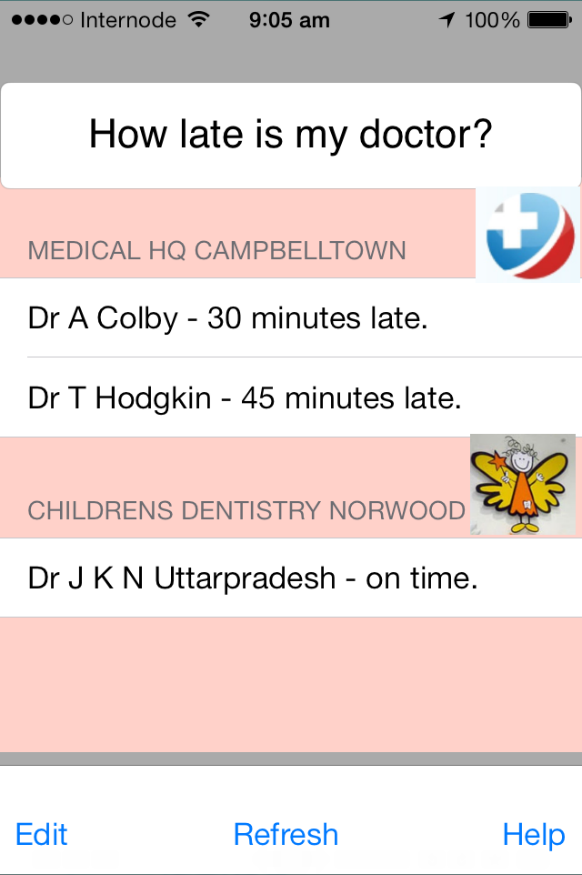 Internode 9:05 am 100%
How late is my doctor?
MEDICAL HQ CAMPBELLTOWN
Dr A Colby - 30 minutes late.
Dr T Hodgkin - 45 minutes late.
CHILDRENS DENTISTRY NORWOOD
Dr J K N Uttarpradesh - on time.
Edit Refresh Help